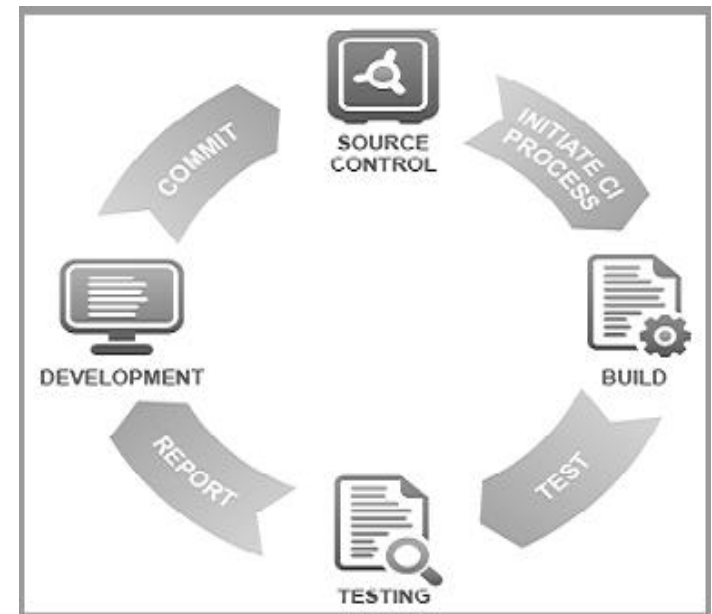 SOURCE
CONTROL
INITIATE CI
PROCESS
BUILD
TEST
TESTING
REPORT
DEVELOPMENT
COMMIT